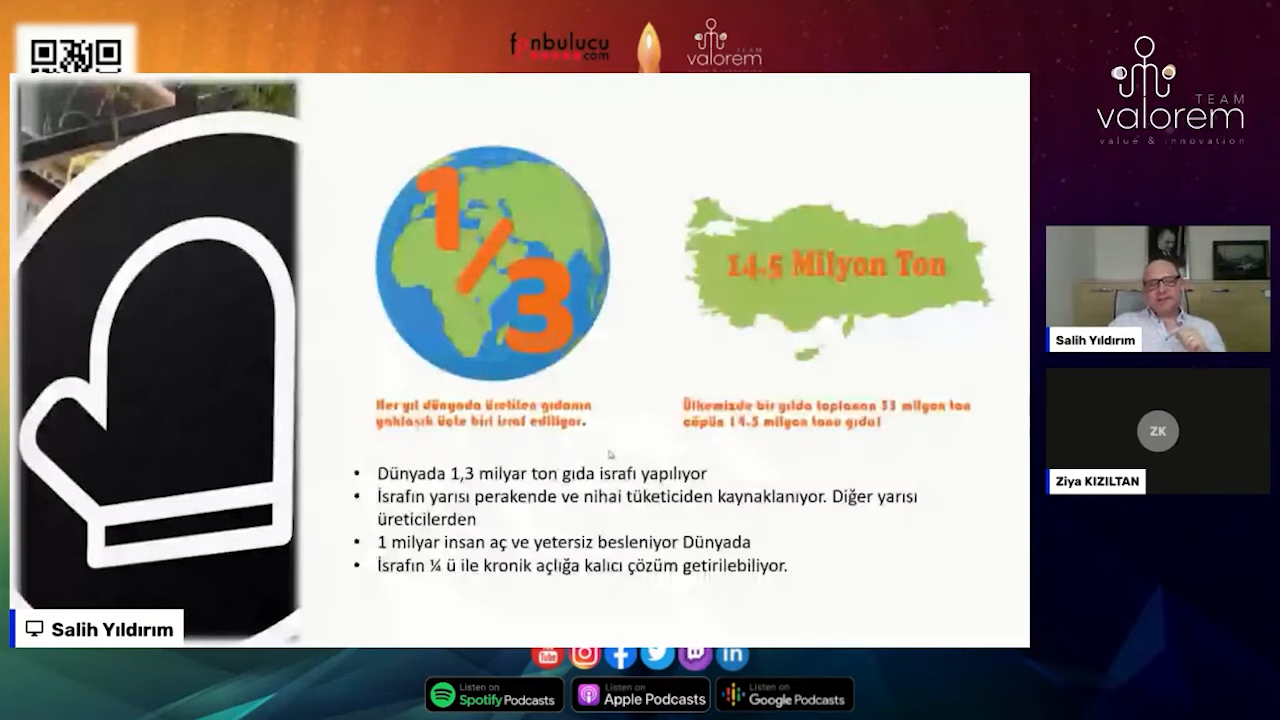 fonbulucu
.com
TEAM
valorem
TEAM
valorem
value & innovation
1/3
14.5 Milyon Ton
Her yıl dünyada üretilen gıdanın
yaklaşık üçte biri israf ediliyor.
Ülkemizde bir yılda toplanan 33 milyon ton
çöpün 14.5 milyon tonu gıda!
• Dünyada 1,3 milyar ton gıda israfı yapılıyor
• İsrafın yarısı perakende ve nihai tüketiciden kaynaklanıyor. Diğer yarısı
üreticilerden
• 1 milyar insan aç ve yetersiz besleniyor Dünyada
• İsrafın ¼ ü ile kronik açlığa kalıcı çözüm getirilebiliyor.
Salih Yıldırım
Salih Yıldırım
ZK
Ziya KIZILTAN
You
Tube
in
Listen on
Spotify Podcasts
Listen on
Apple Podcasts
Listen on
Google Podcasts